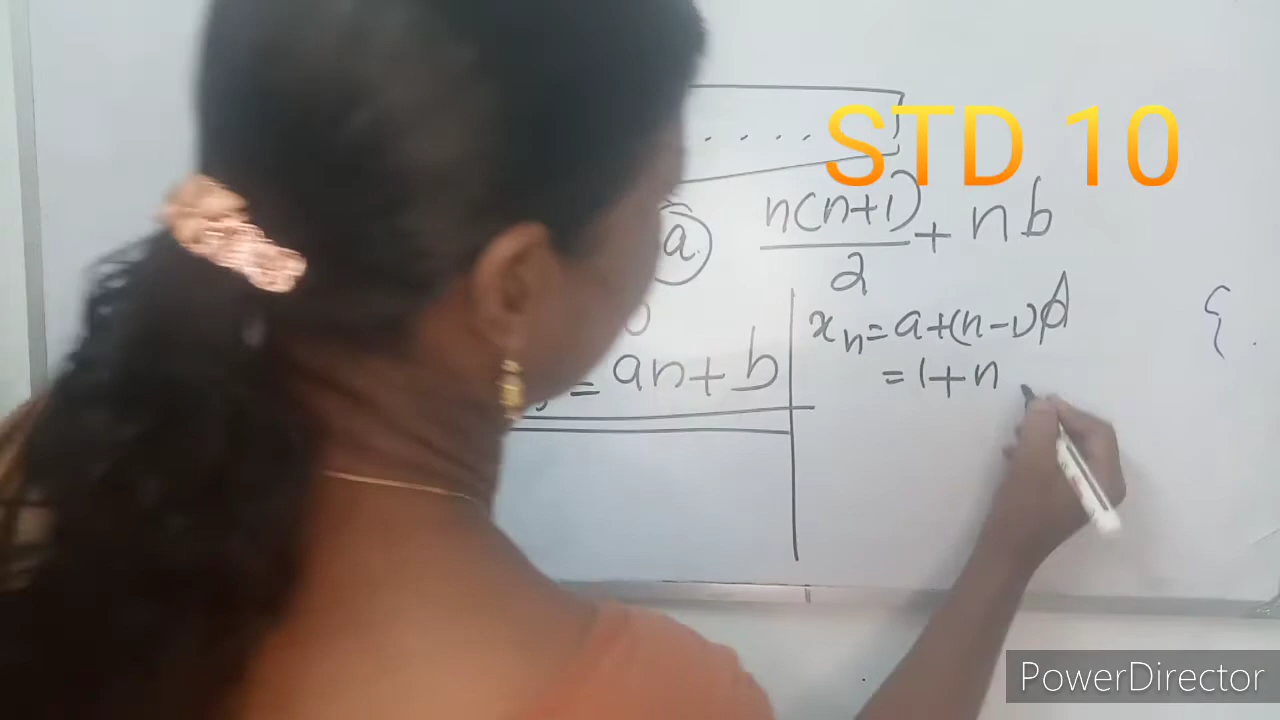 . . . . .
STD 10
(a) n(n+1)/2 + nb
xₙ = a+(n-1)d
= an+b
= 1+n
PowerDirector